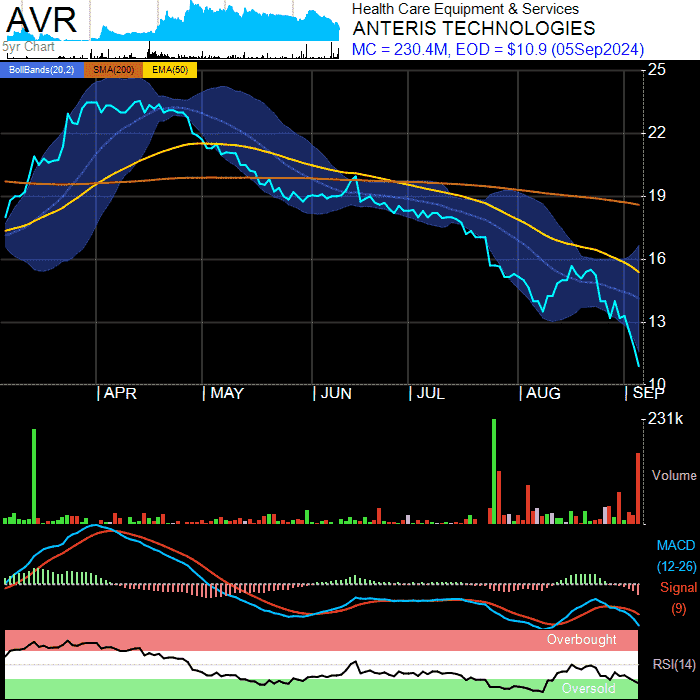 AVR
Health Care Equipment & Services
ANTERIS TECHNOLOGIES
5yr Chart
MC = 230.4M, EOD = $10.9 (05Sep2024)
BollBands(20,2) SMA(200) EMA(50)
25
22
19
16
13
10
APR MAY JUN JUL AUG SEP
231k
Volume
MACD
(12-26)
Signal
(9)
Overbought
RSI(14)
Oversold